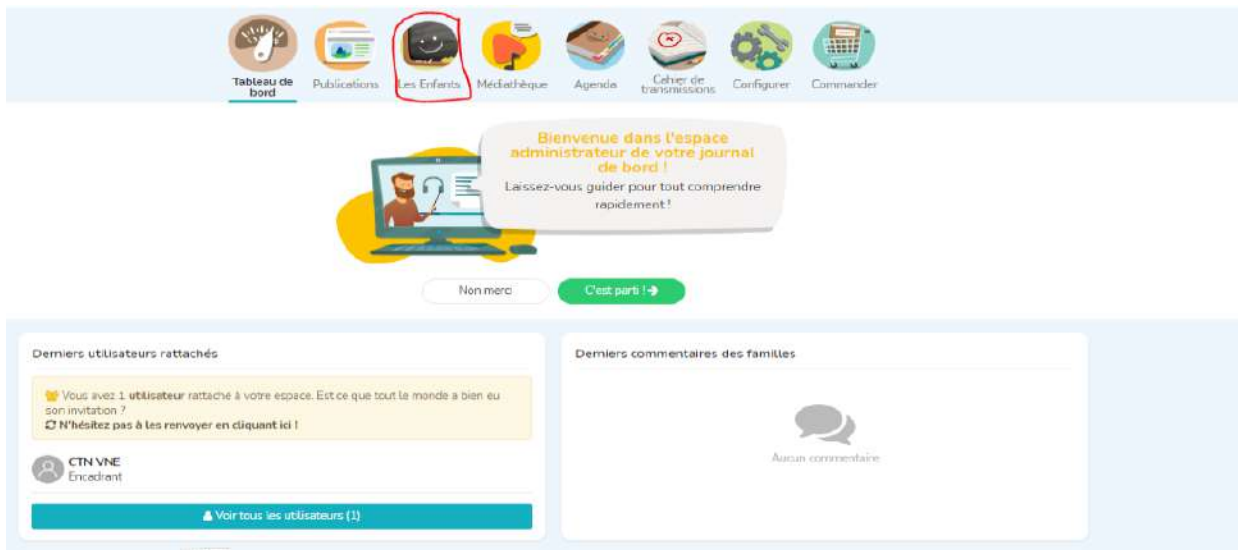 Tableau de bord
Publications
Les Enfants
Médiathèque
Agenda
Cahier de transmissions
Configurer
Commander
Bienvenue dans l'espace
administrateur de votre journal
de bord !
Laissez-vous guider pour tout comprendre
rapidement !
Non merci
C'est parti !
Derniers utilisateurs rattachés
Vous avez 1 utilisateur rattaché à votre espace. Est ce que tout le monde a bien eu
son invitation ?
N'hésitez pas à les renvoyer en cliquant ici !
CTN VNE
Encadrant
Voir tous les utilisateurs (1)
Derniers commentaires des familles
Aucun commentaire